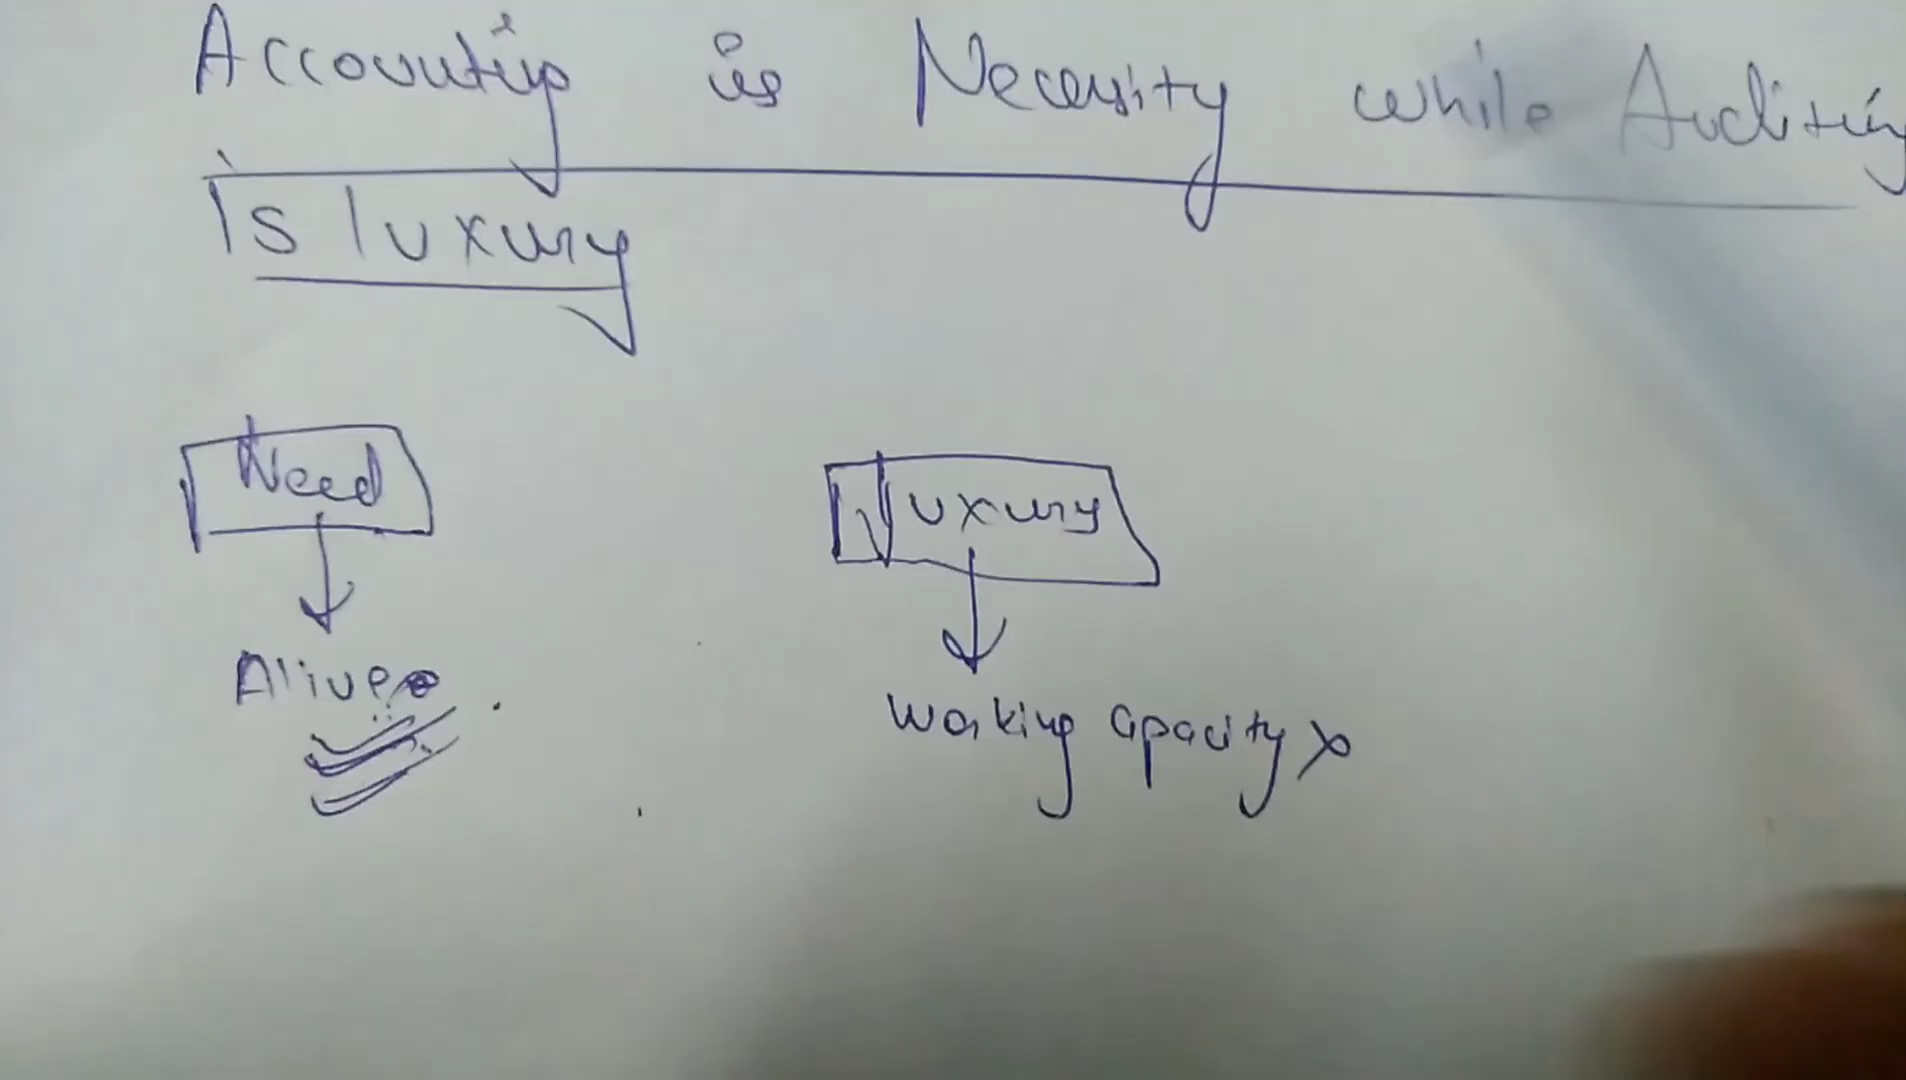 Accounting is Necessity while Auditing
is luxury
Need
Luxury
Alive
Working capacity x